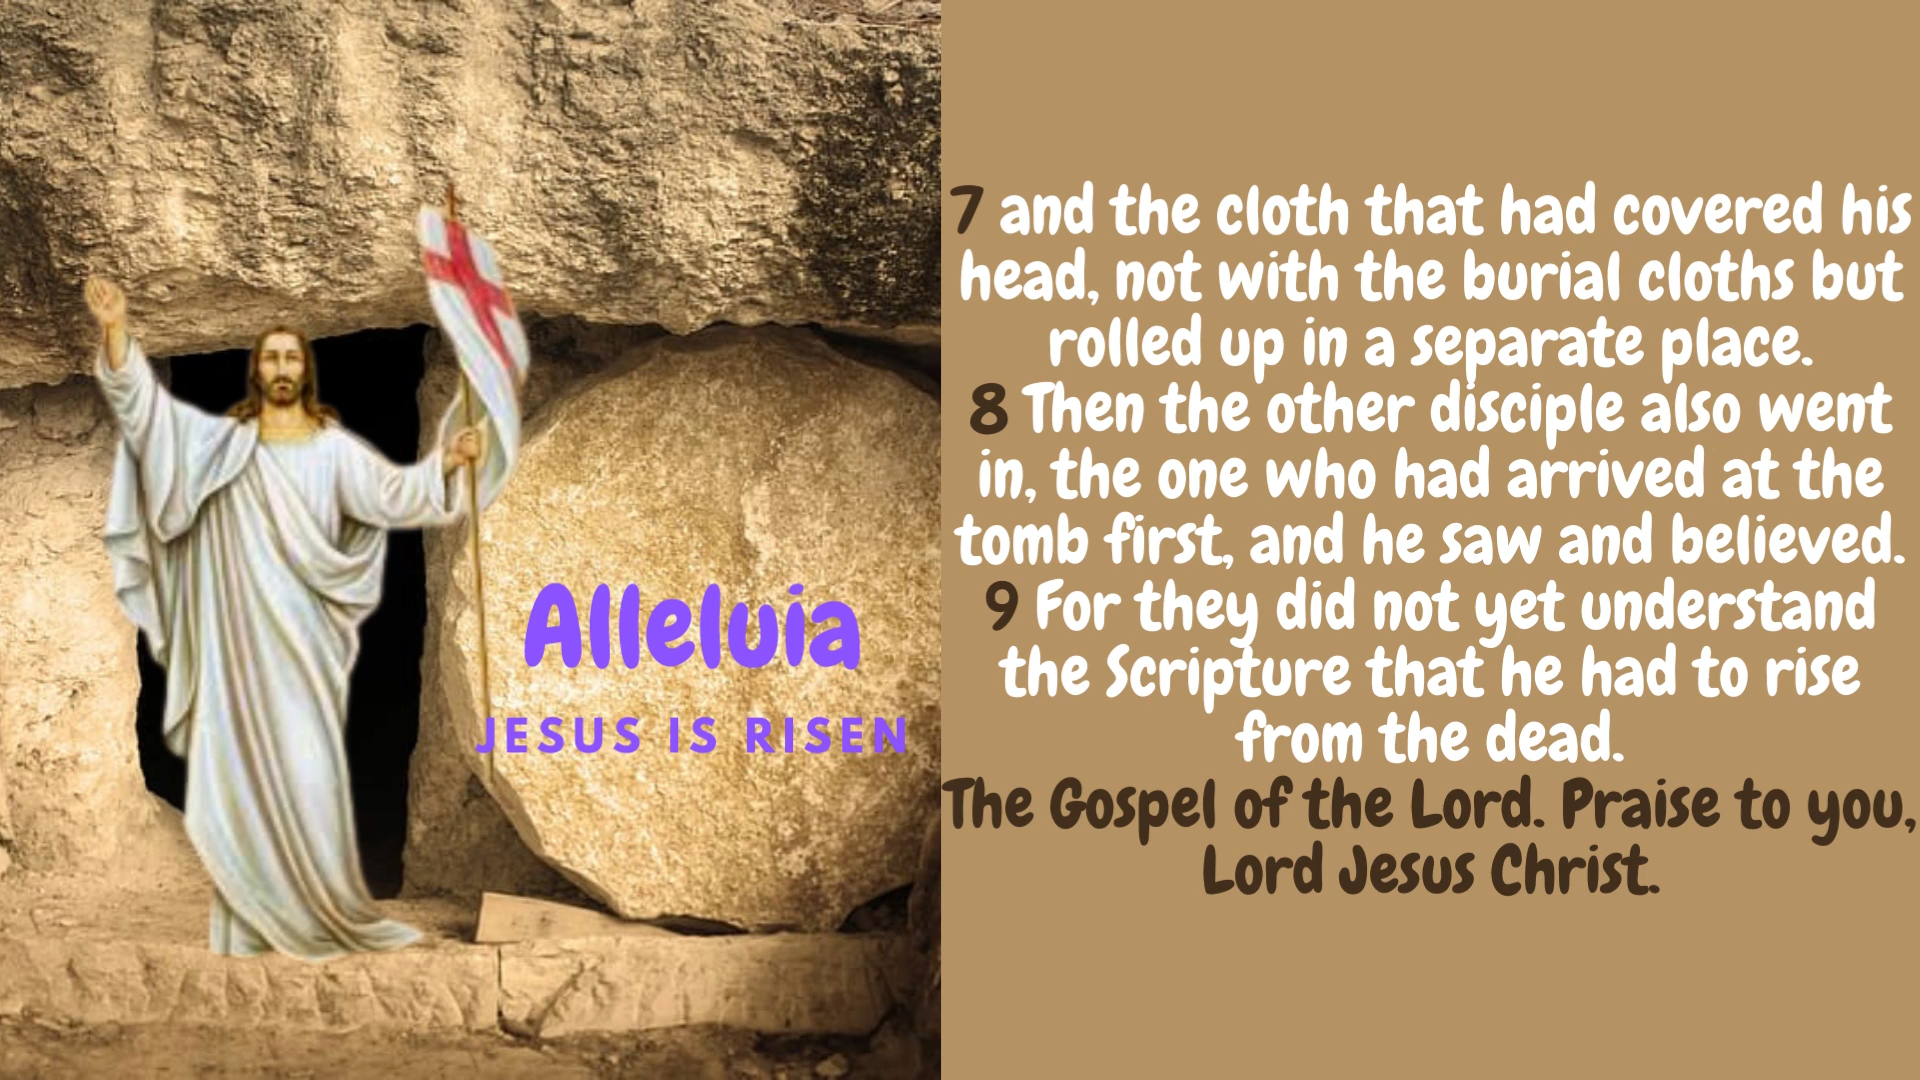 Alleluia
JESUS IS RISEN
7 and the cloth that had covered his
head, not with the burial cloths but
rolled up in a separate place.
8 Then the other disciple also went
in, the one who had arrived at the
tomb first, and he saw and believed.
9 For they did not yet understand
the Scripture that he had to rise
from the dead.
The Gospel of the Lord. Praise to you,
Lord Jesus Christ.